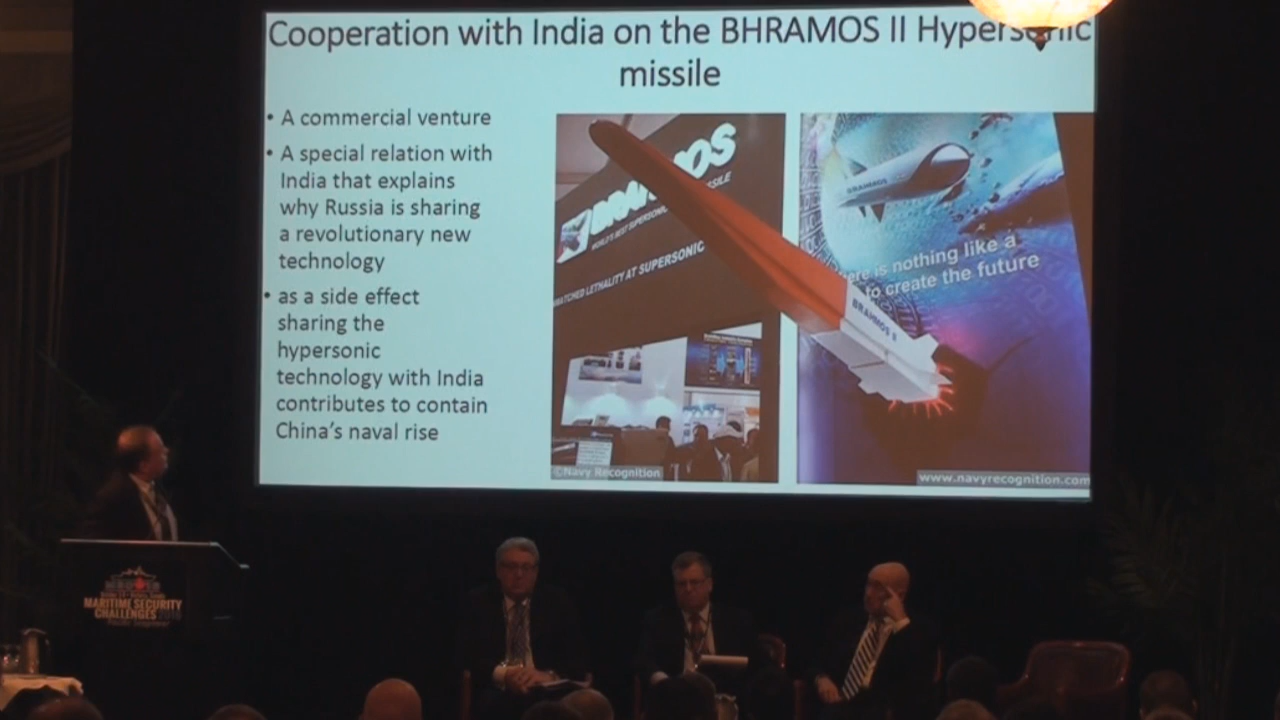 Cooperation with India on the BHRAMOS II Hypersonic
missile
• A commercial venture
• A special relation with
India that explains
why Russia is sharing
a revolutionary new
technology
• as a side effect
sharing the
hypersonic
technology with India
contributes to contain
China's naval rise
SUPERSONIC
©Navy Recognition
BRAHMOS
is nothing like a
to create the future
BRAHMOS II
www.navyrecognition.com
MARITIME SECURITY
CHALLENGES